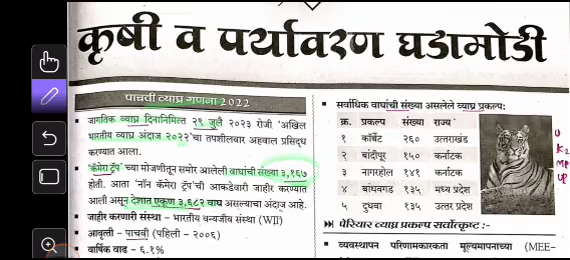 कृषी व पर्यावरण घडामोडी
पाचवी व्याघ्र गणना 2022
▪ जागतिक व्याघ्र दिनानिमित्त २९ जुलै २०२३ रोजी 'अखिल
भारतीय व्याघ्र अंदाज २०२२'चा तपशीलवार अहवाल प्रसिद्ध
करण्यात आला.
▪ 'कॅमेरा ट्रॅप'च्या मोजणीतून समोर आलेली वाघांची संख्या ३,१६७
होती. आता 'नॉन कॅमेरा ट्रॅप'ची आकडेवारी जाहीर करण्यात
आली असून देशात एकूण ३,६८२ वाघ असल्याचा अंदाज आहे.
▪ जाहीर करणारी संस्था – भारतीय वन्यजीव संस्था (WII)
▪ आवृत्ती - पाचवी (पहिली - २००६)
▪ वार्षिक वाढ – ६.१%
▪ सर्वाधिक वाघांची संख्या असलेले व्याघ्र प्रकल्प:
क्र. प्रकल्प संख्या राज्य
१ कॉर्बेट २६० उत्तराखंड
२ बांदीपूर १५० कर्नाटक
३ नागरहोल १४१ कर्नाटक
४ बांधवगड १३५ मध्य प्रदेश
५ दुधवा १३५ उत्तर प्रदेश
U
K2
MP
UP
▸▸ पेरियार व्याघ्र प्रकल्प सर्वोत्कृष्ट :-
▪ व्यवस्थापन परिणामकारकता मूल्यमापनाच्या (MEE-